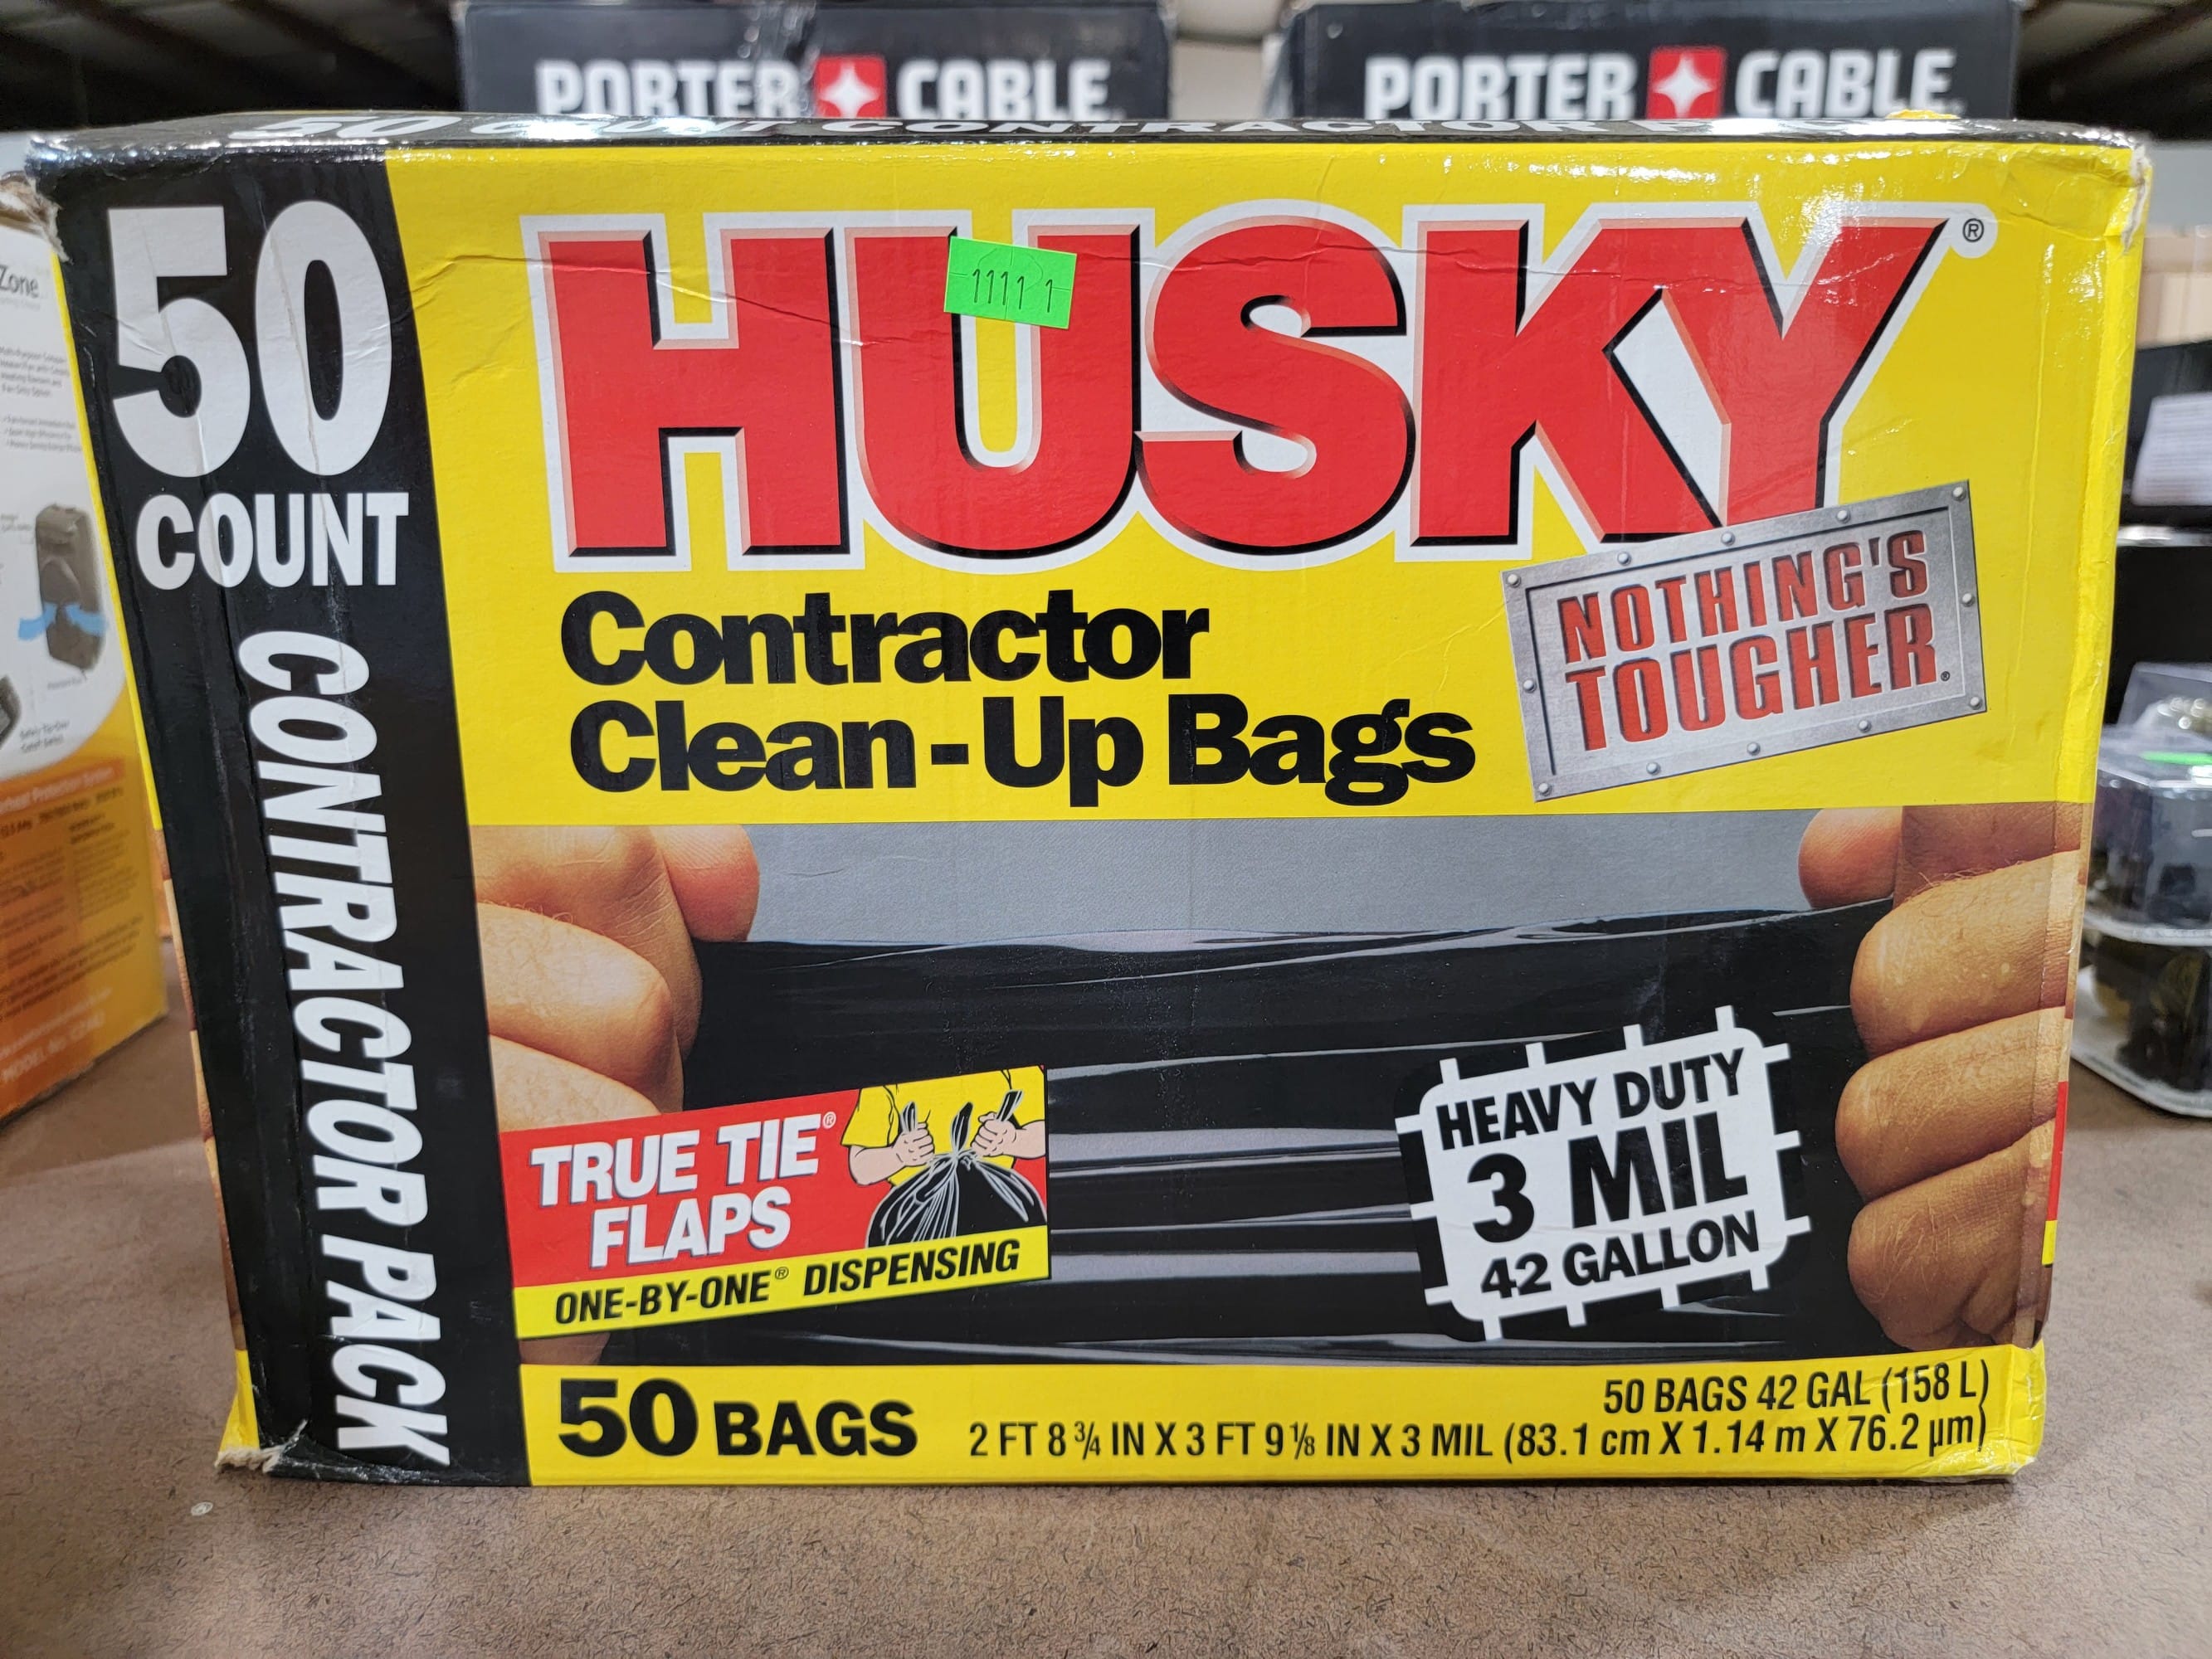 PORTER CABLE
PORTER CABLE
50 COUNT CONTRACTOR
50
COUNT
CONTRACTOR PACK
HUSKY®
11111
Contractor
Clean-Up Bags
NOTHING'S
TOUGHER.
TRUE TIE®
FLAPS
ONE-BY-ONE® DISPENSING
HEAVY DUTY
3 MIL
42 GALLON
50 BAGS
50 BAGS 42 GAL (158 L)
2 FT 8 3/4 IN X 3 FT 9 1/8 IN X 3 MIL (83.1 cm X 1.14 m X 76.2 µm)
Zone